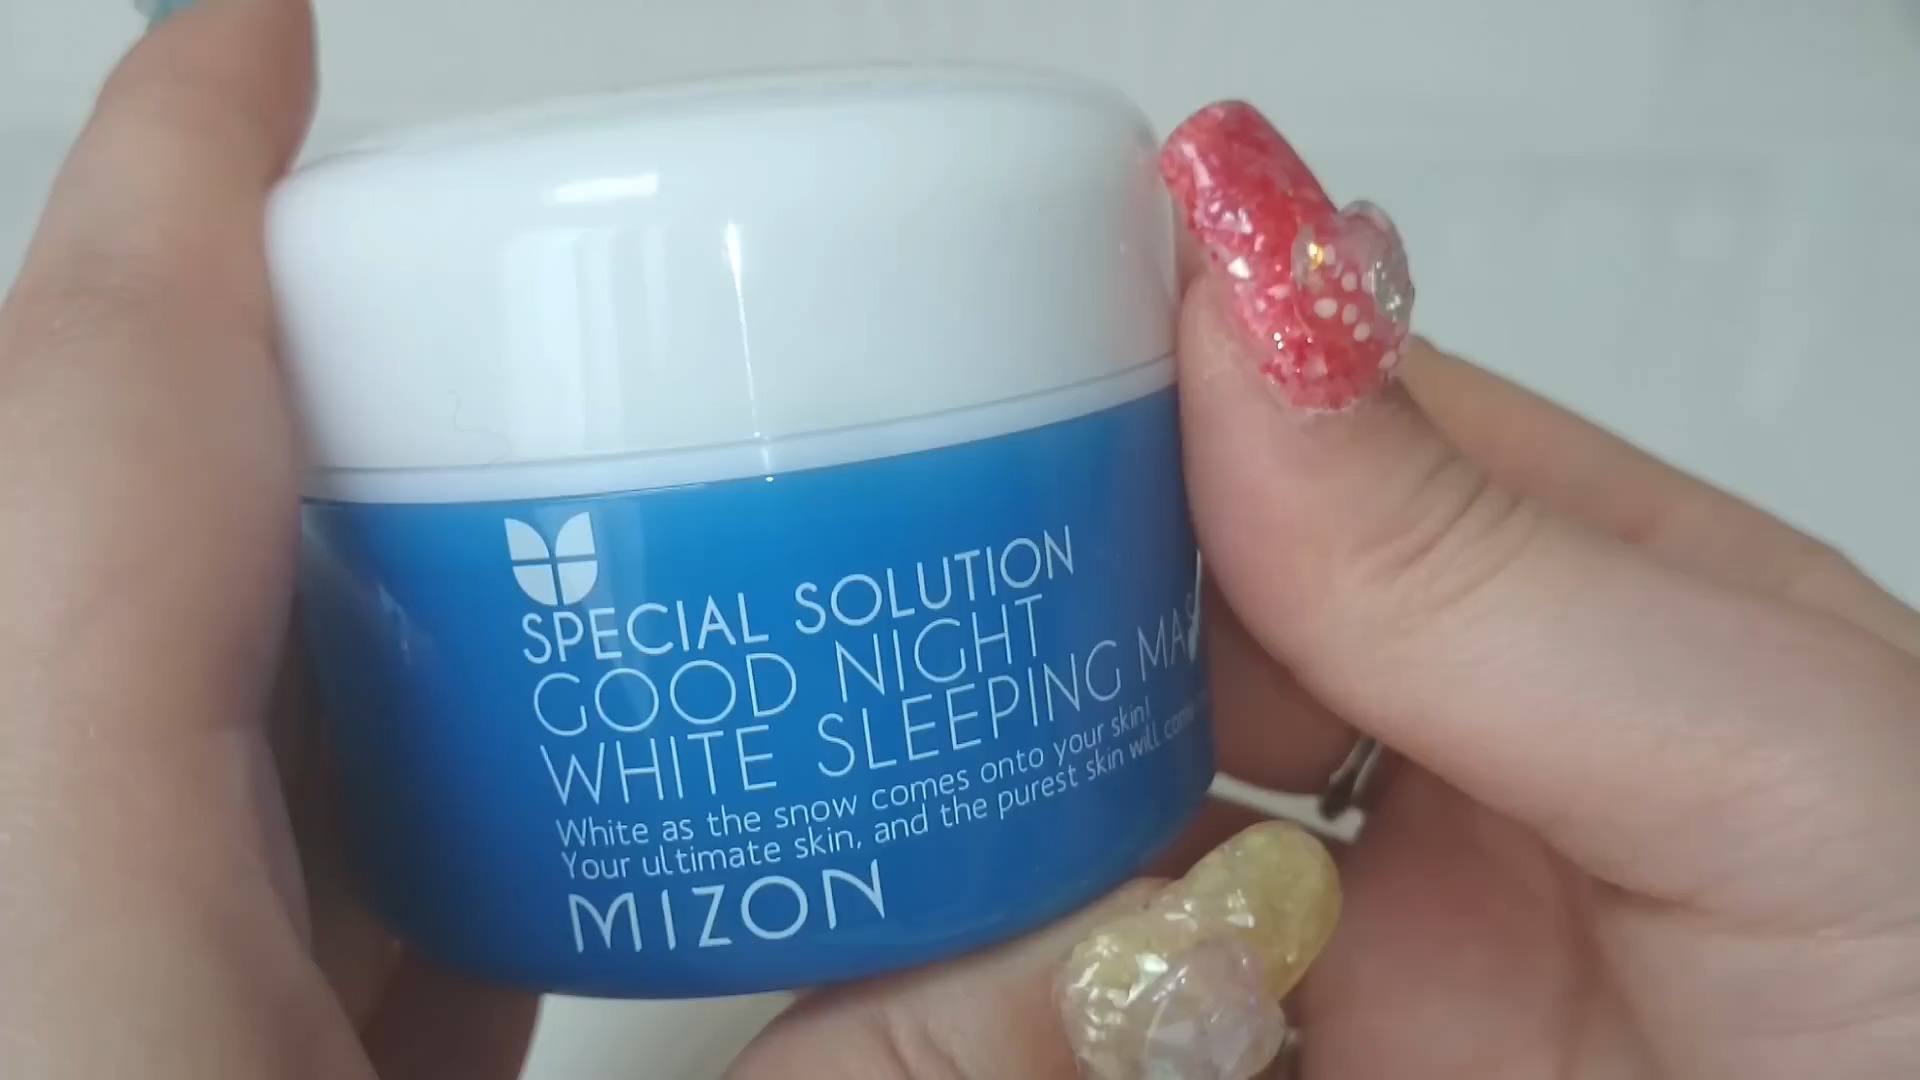 SPECIAL SOLUTION
GOOD NIGHT
WHITE SLEEPING
White as the snow comes onto your skin!
Your ultimate skin, and the purest skin will
MIZON